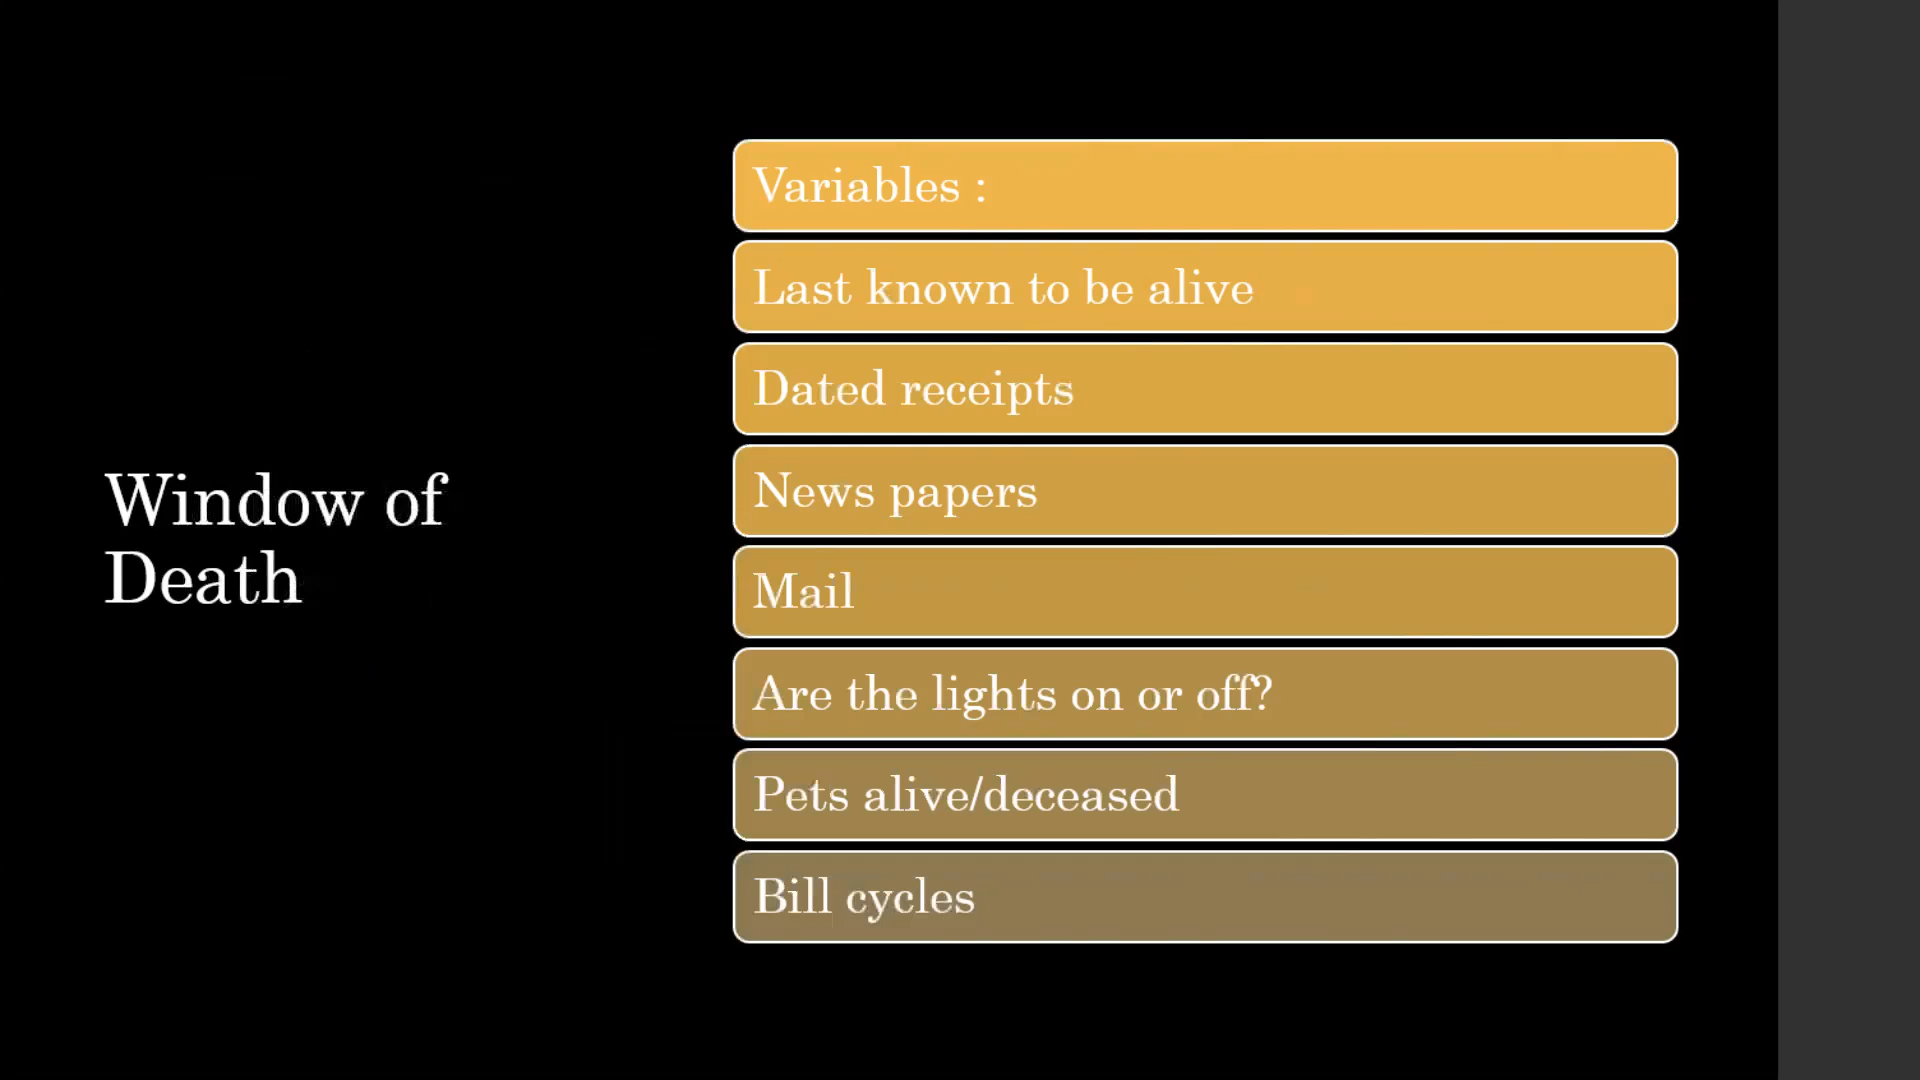 Window of
Death
Variables :
Last known to be alive
Dated receipts
News papers
Mail
Are the lights on or off?
Pets alive/deceased
Bill cycles